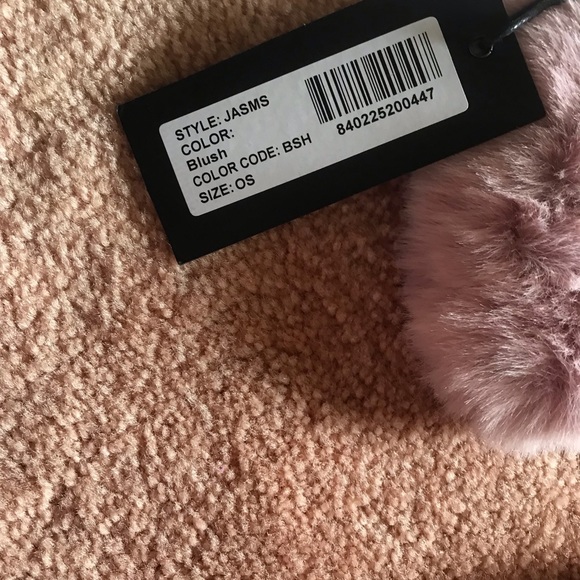 STYLE: JASMS
COLOR:
Blush
COLOR CODE: BSH
SIZE: OS
840225200447